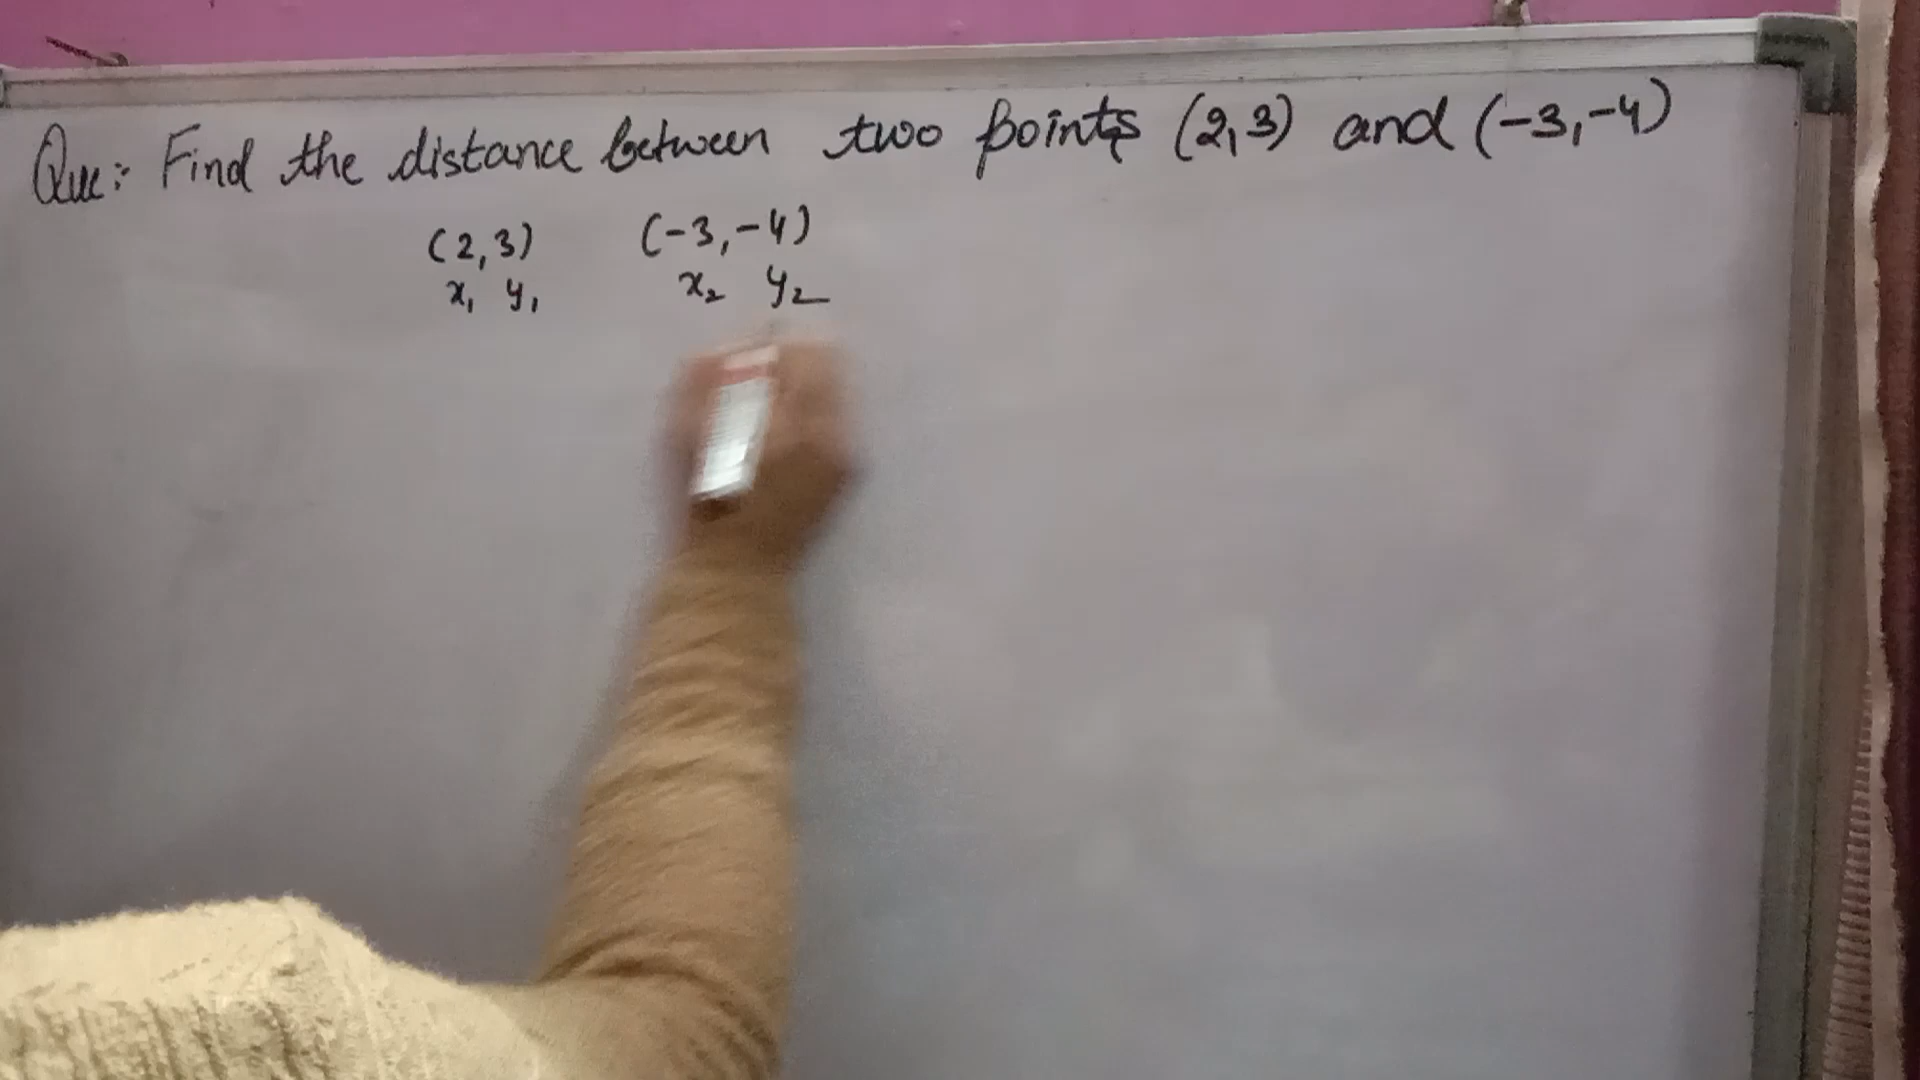 Que: Find the distance between two points (2,3) and (-3,-4)
(2,3) (-3,-4)
x₁ y₁ x₂ y₂